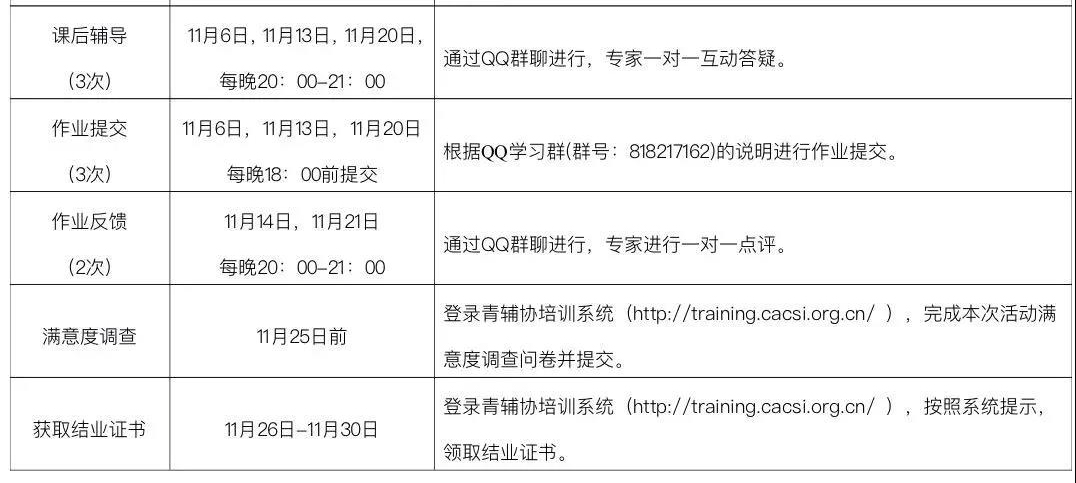 课后辅导
(3次)
11月6日, 11月13日, 11月20日,
每晚20：00-21：00
通过QQ群聊进行，专家一对一互动答疑。
作业提交
(3次)
11月6日，11月13日，11月20日
每晚18：00前提交
根据QQ学习群(群号：818217162)的说明进行作业提交。
作业反馈
(2次)
11月14日，11月21日
每晚20：00-21：00
通过QQ群聊进行，专家进行一对一点评。
满意度调查
11月25日前
登录青辅协培训系统（http://training.cacsi.org.cn/ ），完成本次活动满
意度调查问卷并提交。
获取结业证书
11月26日-11月30日
登录青辅协培训系统（http://training.cacsi.org.cn/ ），按照系统提示，
领取结业证书。